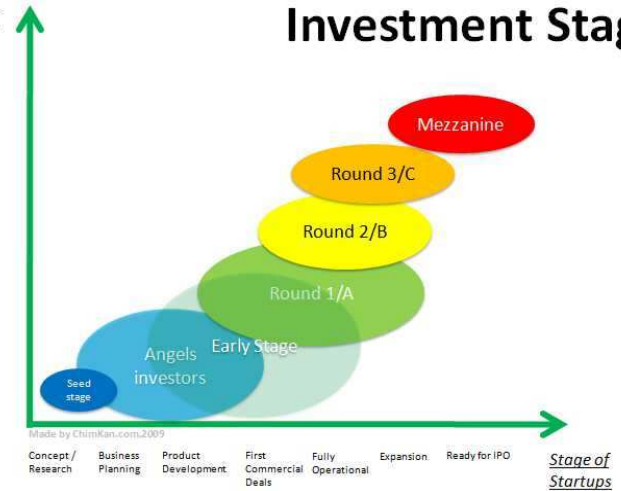 Investment Stag
Mezzanine
Round 3/C
Round 2/B
Round 1/A
Early Stage
Angels
investors
Seed
stage
Made by ChimKan.com.2009
Concept /
Research
Business
Planning
Product
Development
First
Commercial
Deals
Fully
Operational
Expansion
Ready for IPO
Stage of
Startups